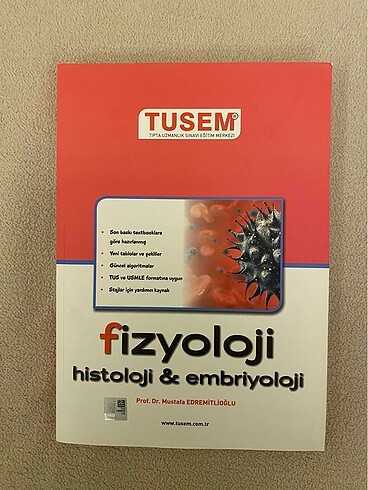 TUSEM®
TIPTA UZMANLIK SINAVI EĞİTİM MERKEZİ
• Son baskı textbooklara
göre hazırlanmış
• Yeni tablolar ve şekiller
• Güncel algoritmalar
• TUS ve USMLE formatına uygun
• Stajlar için yardımcı kaynak
fizyoloji
histoloji & embriyoloji
Prof. Dr. Mustafa EDREMİTLİOĞLU
www.tusem.com.tr